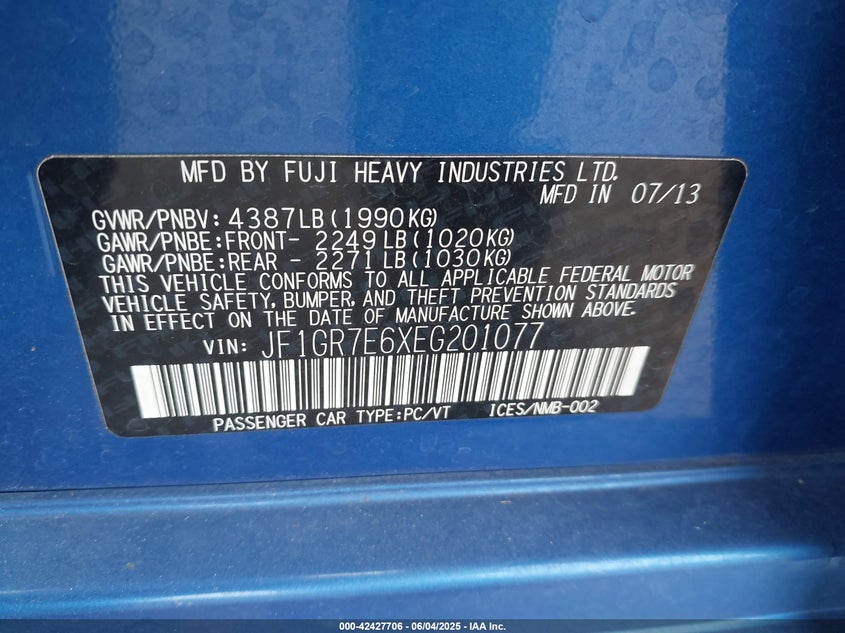 MFD BY FUJI HEAVY INDUSTRIES LTD.
MFD IN 07/13
GVWR/PNBV: 4387LB(1990KG)
GAWR/PNBE:FRONT- 2249LB(1020KG)
GAWR/PNBE:REAR - 2271LB(1030KG)
THIS VEHICLE CONFORMS TO ALL APPLICABLE FEDERAL MOTOR
VEHICLE SAFETY, BUMPER, AND THEFT PREVENTION STANDARDS
IN EFFECT ON THE DATE OF MANUFACTURE SHOWN ABOVE.
VIN: JF1GR7E6XEG201077
PASSENGER CAR TYPE:PC/VT ICES/NMB-002
000-42427706 - 06/04/2025 - IAA Inc.